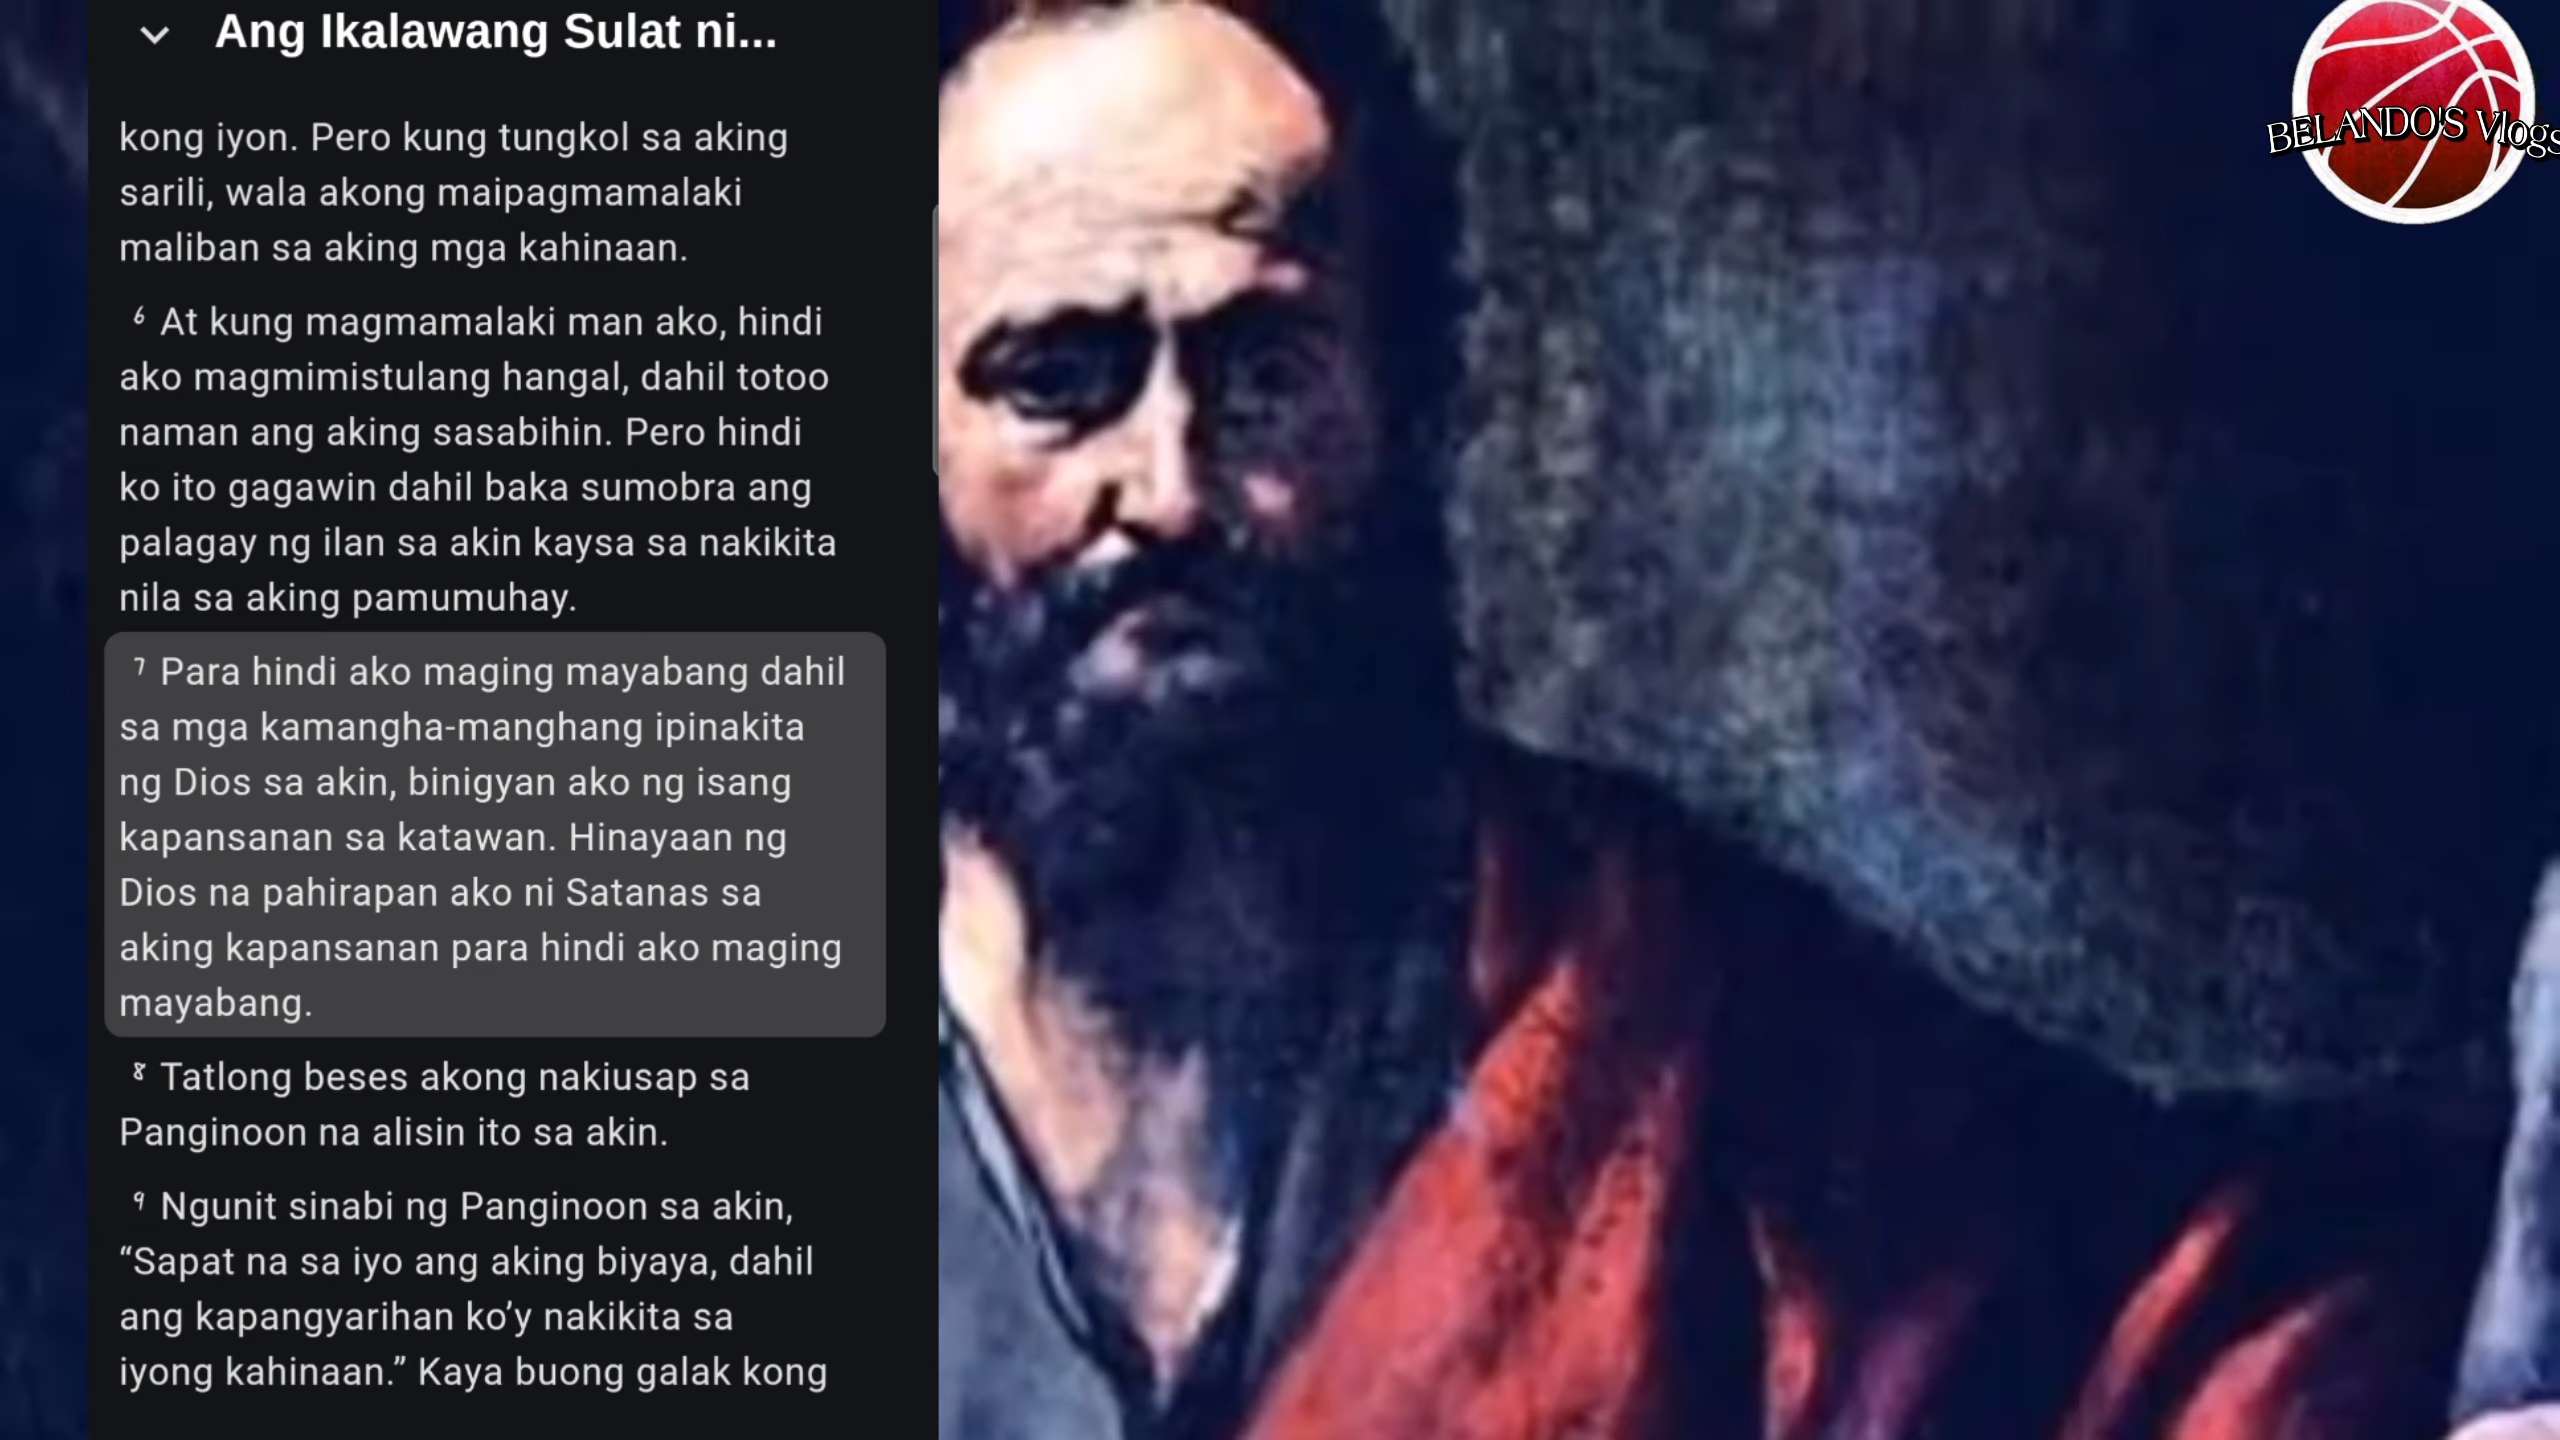 Ang Ikalawang Sulat ni...
kong iyon. Pero kung tungkol sa aking
sarili, wala akong maipagmamalaki
maliban sa aking mga kahinaan.
6 At kung magmamalaki man ako, hindi
ako magmimistulang hangal, dahil totoo
naman ang aking sasabihin. Pero hindi
ko ito gagawin dahil baka sumobra ang
palagay ng ilan sa akin kaysa sa nakikita
nila sa aking pamumuhay.
7 Para hindi ako maging mayabang dahil
sa mga kamangha-manghang ipinakita
ng Dios sa akin, binigyan ako ng isang
kapansanan sa katawan. Hinayaan ng
Dios na pahirapan ako ni Satanas sa
aking kapansanan para hindi ako maging
mayabang.
8 Tatlong beses akong nakiusap sa
Panginoon na alisin ito sa akin.
9 Ngunit sinabi ng Panginoon sa akin,
“Sapat na sa iyo ang aking biyaya, dahil
ang kapangyarihan ko’y nakikita sa
iyong kahinaan.” Kaya buong galak kong
BELANDO'S Vlogs